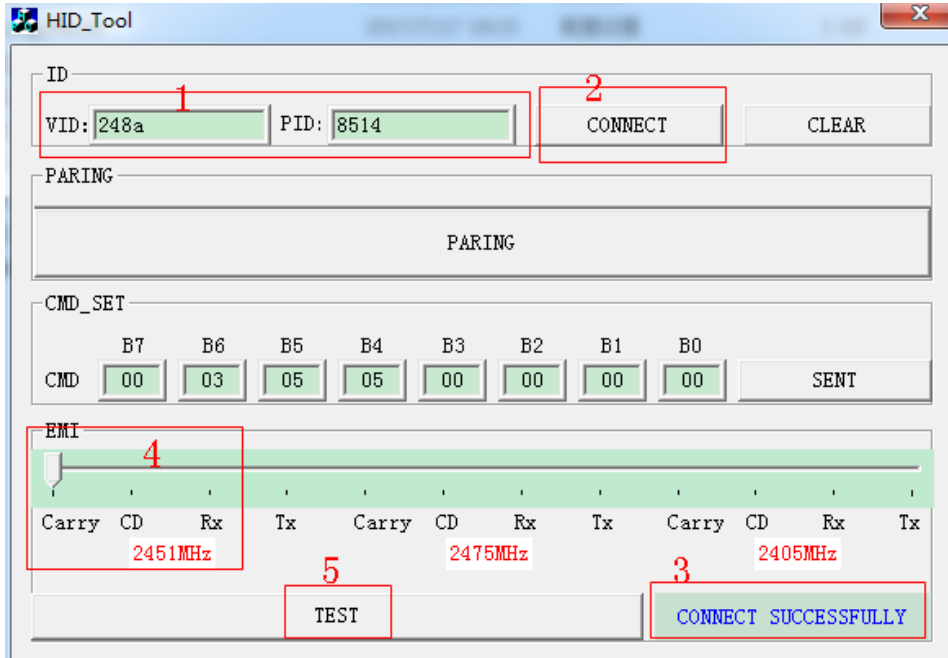 HID_Tool
ID
1
2
VID: 248a PID: 8514 CONNECT CLEAR
PARING
PARING
CMD_SET
B7 B6 B5 B4 B3 B2 B1 B0
CMD 00 03 05 05 00 00 00 00 SENT
EMI
4
Carry CD Rx Tx Carry CD Rx Tx Carry CD Rx Tx
2451MHz 2475MHz 2405MHz
5
3
TEST CONNECT SUCCESSFULLY